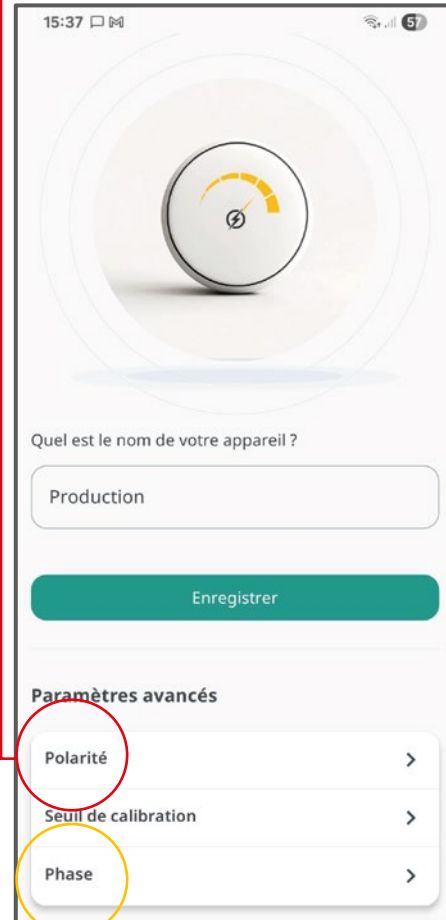 15:37
57
Quel est le nom de votre appareil ?
Production
Enregistrer
Paramètres avancés
Polarité
Seuil de calibration
Phase